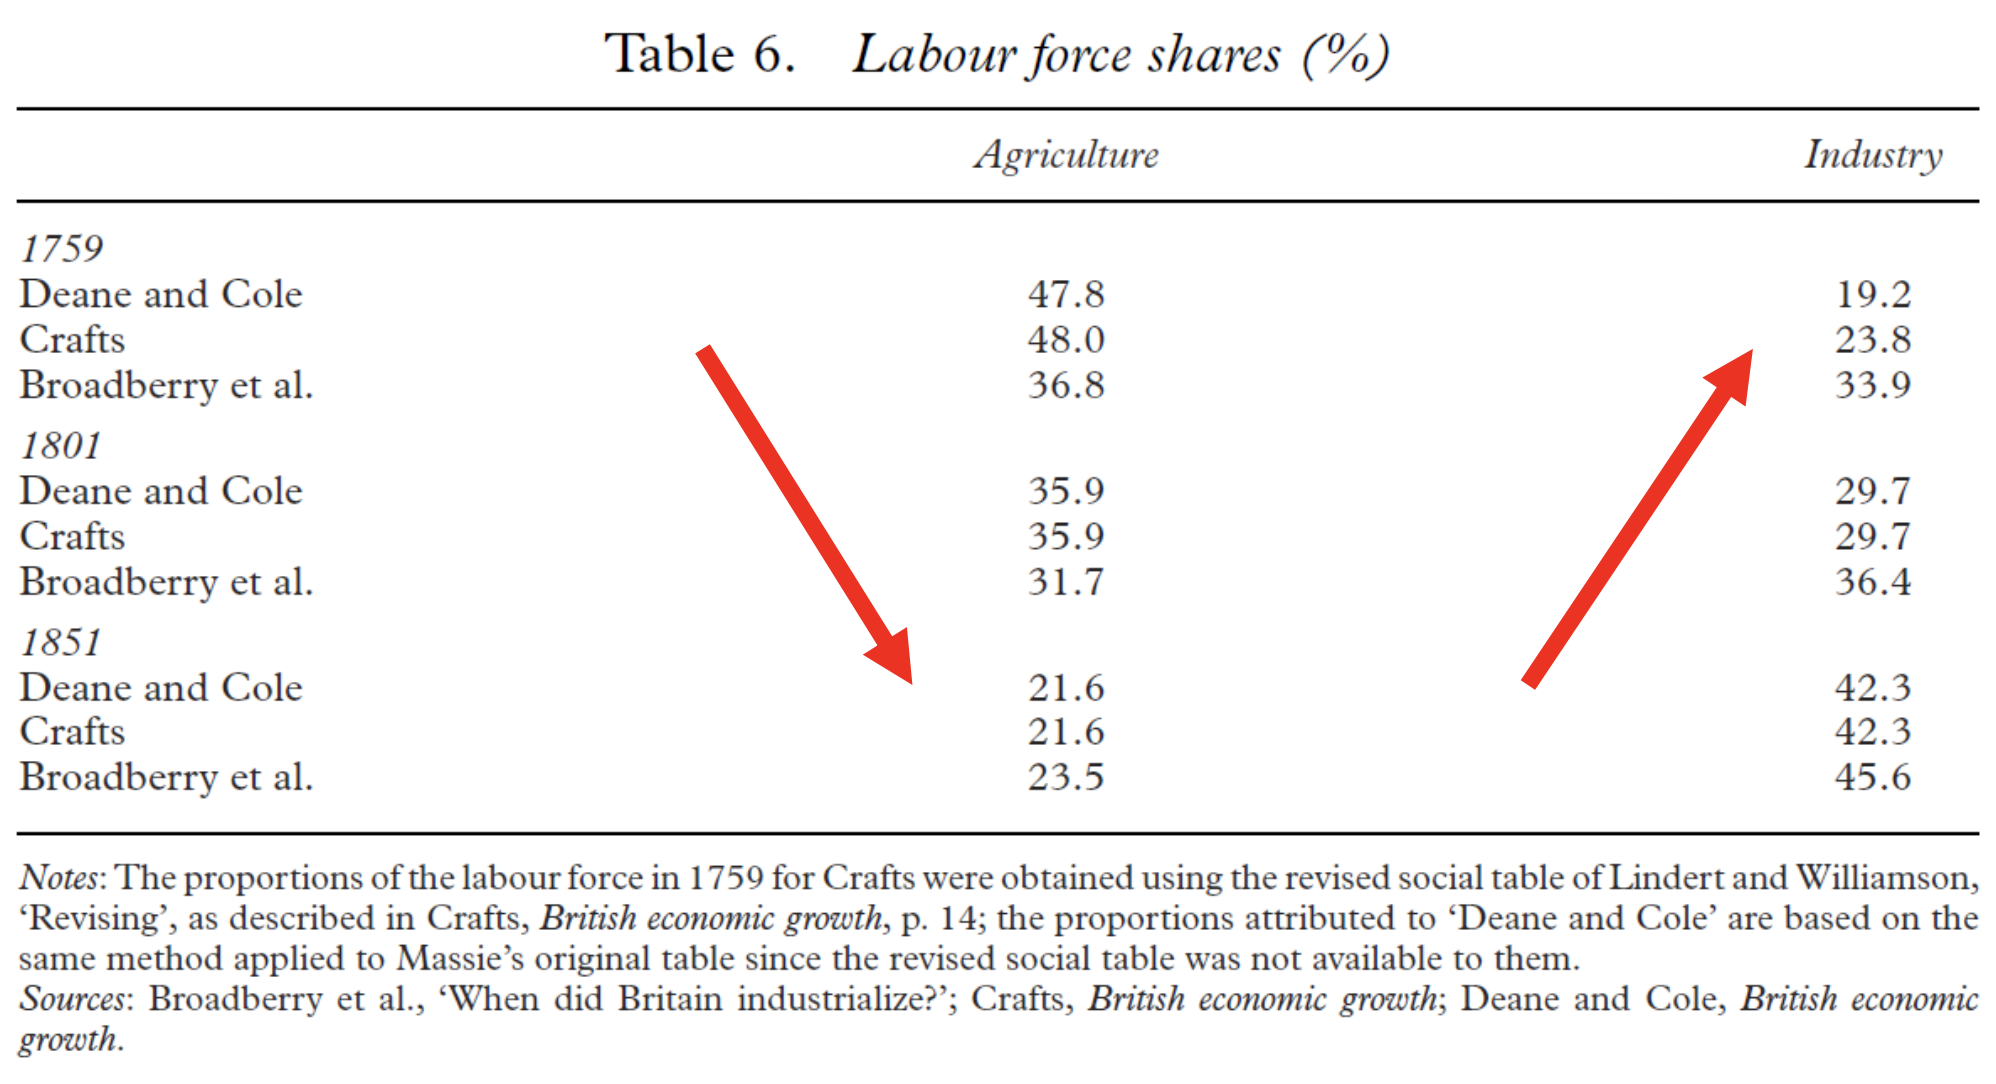 Table 6. Labour force shares (%)
Agriculture Industry
1759
Deane and Cole 47.8 19.2
Crafts 48.0 23.8
Broadberry et al. 36.8 33.9
1801
Deane and Cole 35.9 29.7
Crafts 35.9 29.7
Broadberry et al. 31.7 36.4
1851
Deane and Cole 21.6 42.3
Crafts 21.6 42.3
Broadberry et al. 23.5 45.6
Notes: The proportions of the labour force in 1759 for Crafts were obtained using the revised social table of Lindert and Williamson,
‘Revising’, as described in Crafts, British economic growth, p. 14; the proportions attributed to ‘Deane and Cole’ are based on the
same method applied to Massie’s original table since the revised social table was not available to them.
Sources: Broadberry et al., ‘When did Britain industrialize?’; Crafts, British economic growth; Deane and Cole, British economic
growth.